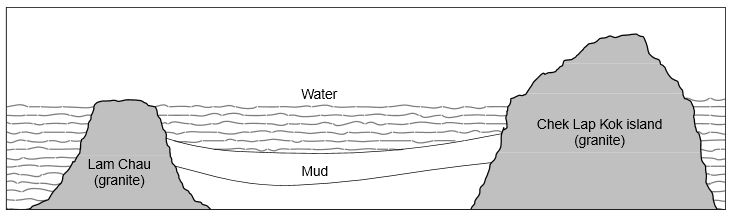 Water
Chek Lap Kok island
(granite)
Lam Chau
(granite)
Mud